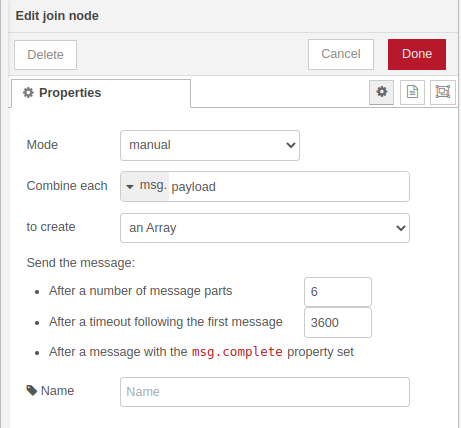 Edit join node
Delete Cancel Done
Properties
Mode manual
Combine each msg. payload
to create an Array
Send the message:
• After a number of message parts 6
• After a timeout following the first message 3600
• After a message with the msg.complete property set
Name Name